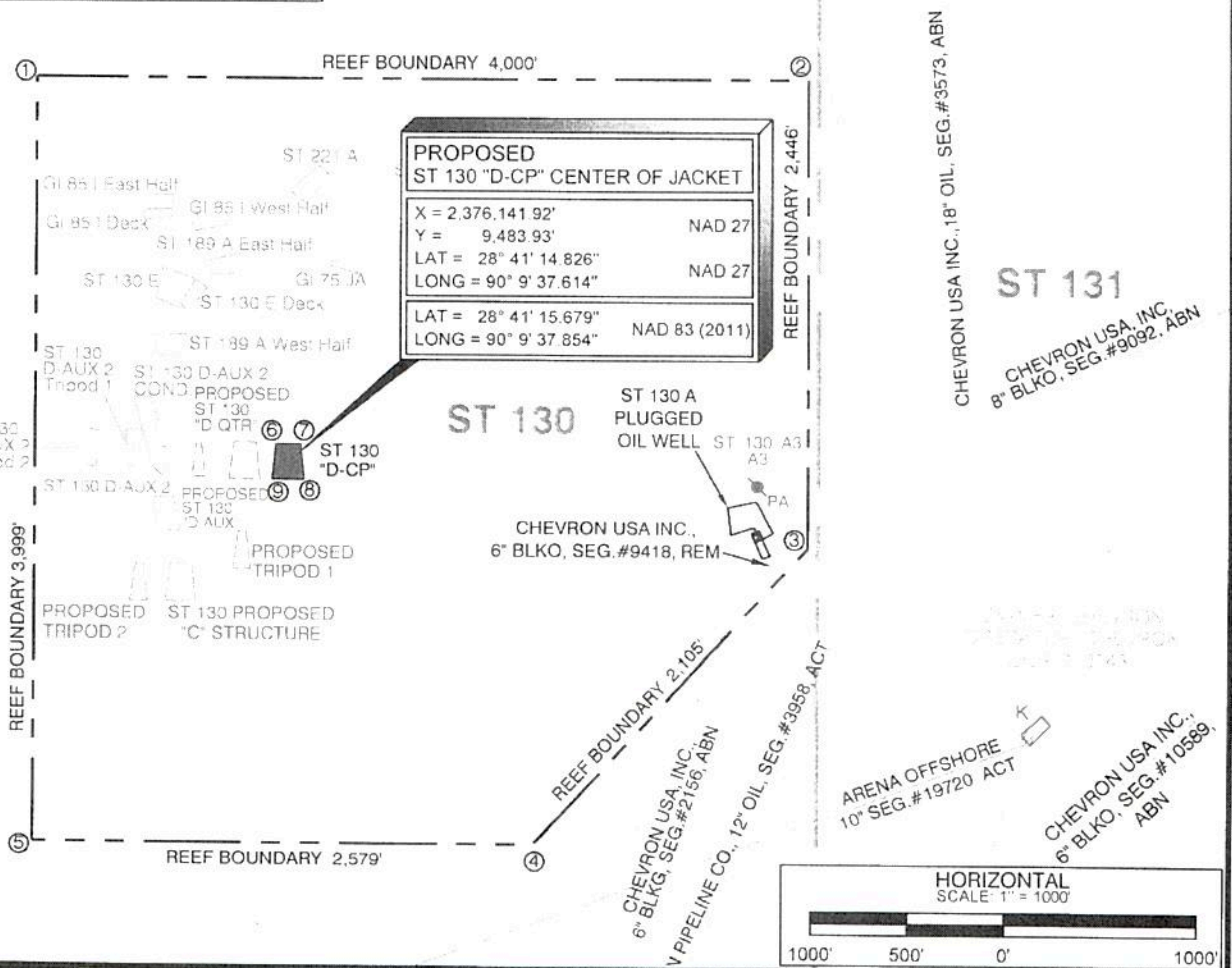 ①
REEF BOUNDARY 4,000'
②
REEF BOUNDARY 2,446'
PROPOSED
ST 130 "D-CP" CENTER OF JACKET
X = 2,376,141.92'
Y = 9,483.93'
NAD 27
LAT = 28° 41' 14.826"
LONG = 90° 9' 37.614"
NAD 27
LAT = 28° 41' 15.679"
LONG = 90° 9' 37.854"
NAD 83 (2011)
ST 221 A
GI 85 I East Half
GI 85 I West Half
GI 85 I Deck
ST 189 A East Half
ST 130 E
GI 75 JA
ST 130 E Deck
ST 189 A West Half
ST 130
D-AUX 2
Tripod 1
ST 130 D-AUX 2
COND.
PROPOSED
ST 130
"D QTR"
⑥ ⑦
ST 130
"D-CP"
⑨ ⑧
ST 130 D-AUX 2
PROPOSED
ST 130
"D AUX
PROPOSED
TRIPOD 1
PROPOSED
TRIPOD 2
ST 130 PROPOSED
"C" STRUCTURE
ST 130
ST 130 A
PLUGGED
OIL WELL
ST 130 A3
A3
PA
③
CHEVRON USA INC.,
6" BLKO, SEG.#9418, REM
REEF BOUNDARY 3,999'
REEF BOUNDARY 2,105'
⑤
REEF BOUNDARY 2,579'
④
CHEVRON USA, INC.,
6" BLKG, SEG.#2156, ABN
V PIPELINE CO., 12" OIL, SEG.#3958, ACT
CHEVRON USA INC.,18" OIL, SEG.#3573, ABN
ST 131
CHEVRON USA, INC,
8" BLKO, SEG.#9092, ABN
K
ARENA OFFSHORE
10" SEG.#19720 ACT
CHEVRON USA INC.,
6" BLKO, SEG.#10589,
ABN
HORIZONTAL
SCALE: 1" = 1000'
1000' 500' 0' 1000'